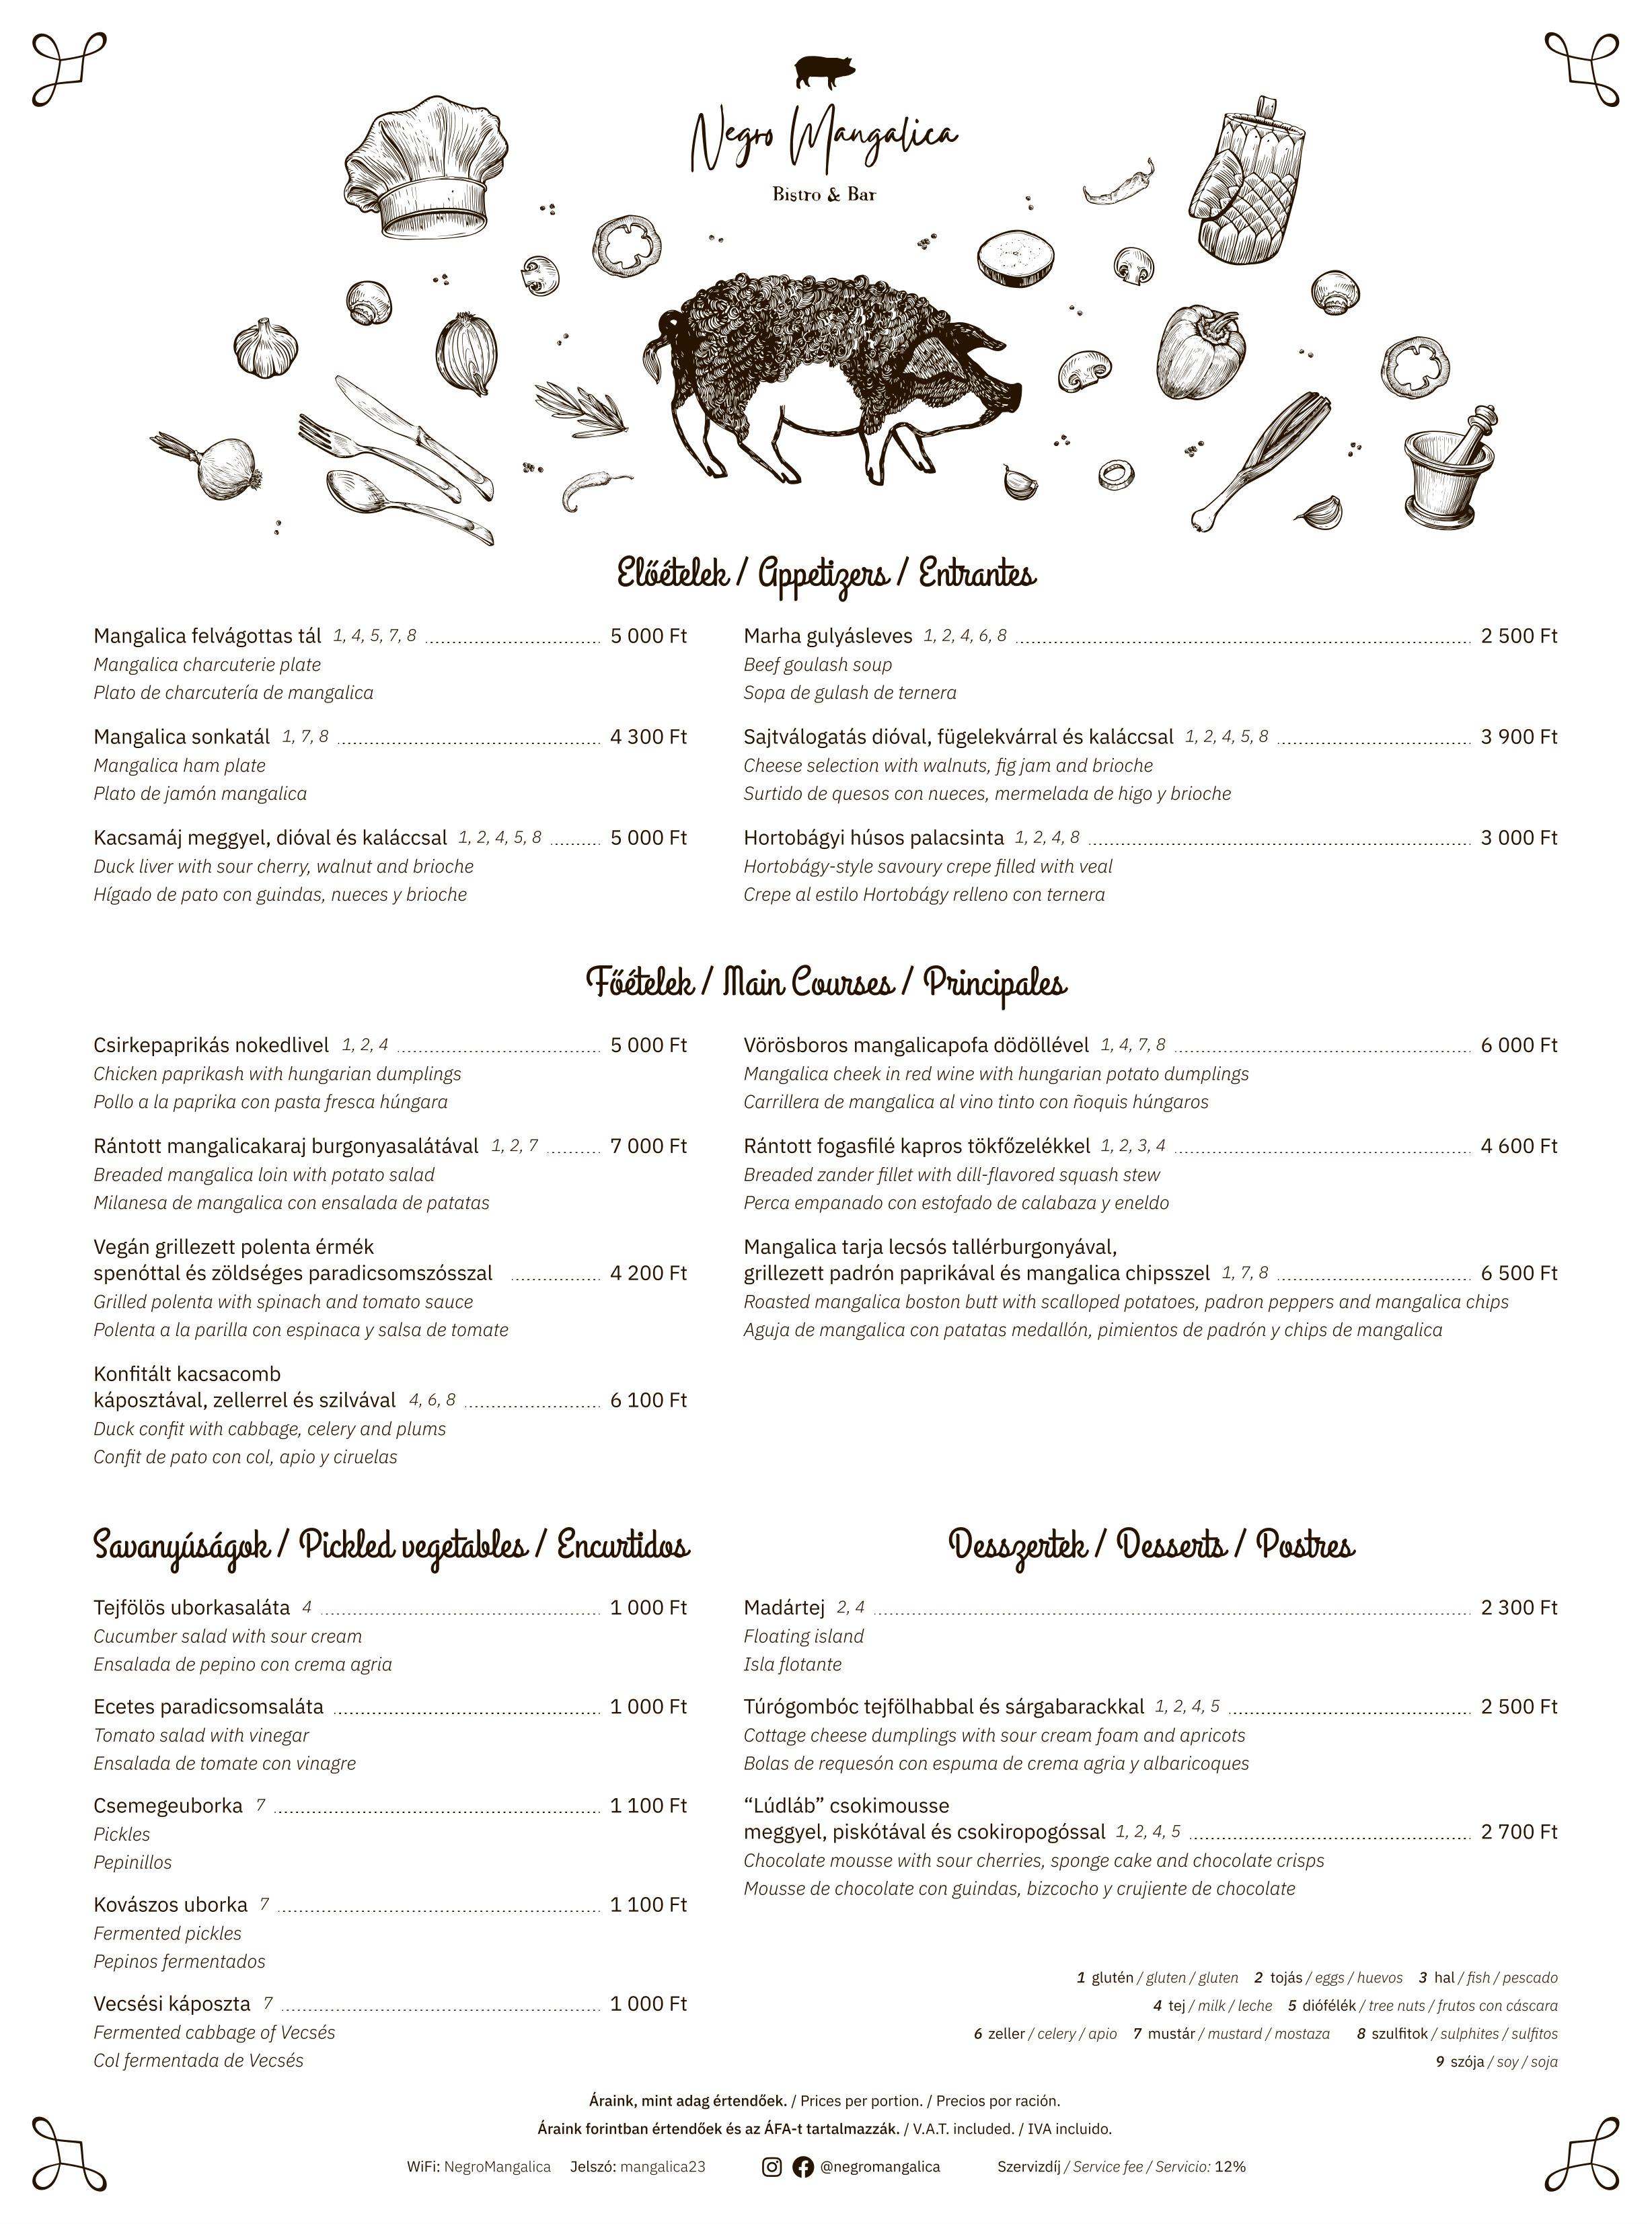 Negro Mangalica
Bistro & Bar
Előételek / Appetizers / Entrantes
Mangalica felvágottas tál 1, 4, 5, 7, 8 5 000 Ft
Mangalica charcuterie plate
Plato de charcutería de mangalica
Mangalica sonkatál 1, 7, 8 4 300 Ft
Mangalica ham plate
Plato de jamón mangalica
Kacsamáj meggyel, dióval és kaláccsal 1, 2, 4, 5, 8 5 000 Ft
Duck liver with sour cherry, walnut and brioche
Hígado de pato con guindas, nueces y brioche
Marha gulyásleves 1, 2, 4, 6, 8 2 500 Ft
Beef goulash soup
Sopa de gulash de ternera
Sajtválogatás dióval, fügelekvárral és kaláccsal 1, 2, 4, 5, 8 3 900 Ft
Cheese selection with walnuts, fig jam and brioche
Surtido de quesos con nueces, mermelada de higo y brioche
Hortobágyi húsos palacsinta 1, 2, 4, 8 3 000 Ft
Hortobágy-style savoury crepe filled with veal
Crepe al estilo Hortobágy relleno con ternera
Főételek / Main Courses / Principales
Csirkepaprikás nokedlivel 1, 2, 4 5 000 Ft
Chicken paprikash with hungarian dumplings
Pollo a la paprika con pasta fresca húngara
Rántott mangalicakaraj burgonyasalátával 1, 2, 7 7 000 Ft
Breaded mangalica loin with potato salad
Milanesa de mangalica con ensalada de patatas
Vegán grillezett polenta érmék
spenóttal és zöldséges paradicsomszósszal 4 200 Ft
Grilled polenta with spinach and tomato sauce
Polenta a la parilla con espinaca y salsa de tomate
Konfitált kacsacomb
káposztával, zellerrel és szilvával 4, 6, 8 6 100 Ft
Duck confit with cabbage, celery and plums
Confit de pato con col, apio y ciruelas
Vörösboros mangalicapofa dödöllével 1, 4, 7, 8 6 000 Ft
Mangalica cheek in red wine with hungarian potato dumplings
Carrillera de mangalica al vino tinto con ñoquis húngaros
Rántott fogasfilé kapros tökfőzelékkel 1, 2, 3, 4 4 600 Ft
Breaded zander fillet with dill-flavored squash stew
Perca empanado con estofado de calabaza y eneldo
Mangalica tarja lecsós tallérburgonyával,
grillezett padrón paprikával és mangalica chipsszel 1, 7, 8 6 500 Ft
Roasted mangalica boston butt with scalloped potatoes, padron peppers and mangalica chips
Aguja de mangalica con patatas medallón, pimientos de padrón y chips de mangalica
Savanyúságok / Pickled vegetables / Encurtidos
Tejfölös uborkasaláta 4 1 000 Ft
Cucumber salad with sour cream
Ensalada de pepino con crema agria
Ecetes paradicsomsaláta 1 000 Ft
Tomato salad with vinegar
Ensalada de tomate con vinagre
Csemegeuborka 7 1 100 Ft
Pickles
Pepinillos
Kovászos uborka 7 1 100 Ft
Fermented pickles
Pepinos fermentados
Vecsési káposzta 7 1 000 Ft
Fermented cabbage of Vecsés
Col fermentada de Vecsés
Desszertek / Desserts / Postres
Madártej 2, 4 2 300 Ft
Floating island
Isla flotante
Túrógombóc tejfölhabbal és sárgabarackkal 1, 2, 4, 5 2 500 Ft
Cottage cheese dumplings with sour cream foam and apricots
Bolas de requesón con espuma de crema agria y albaricoques
“Lúdláb” csokimousse
meggyel, piskótával és csokiropogóssal 1, 2, 4, 5 2 700 Ft
Chocolate mousse with sour cherries, sponge cake and chocolate crisps
Mousse de chocolate con guindas, bizcocho y crujiente de chocolate
1 glutén / gluten / gluten 2 tojás / eggs / huevos 3 hal / fish / pescado
4 tej / milk / leche 5 diófélék / tree nuts / frutos con cáscara
6 zeller / celery / apio 7 mustár / mustard / mostaza 8 szulfitok / sulphites / sulfitos
9 szója / soy / soja
Áraink, mint adag értendőek. / Prices per portion. / Precios por ración.
Áraink forintban értendőek és az ÁFA-t tartalmazzák. / V.A.T. included. / IVA incluido.
WiFi: NegroMangalica Jelszó: mangalica23 @negromangalica Szervizdíj / Service fee / Servicio: 12%